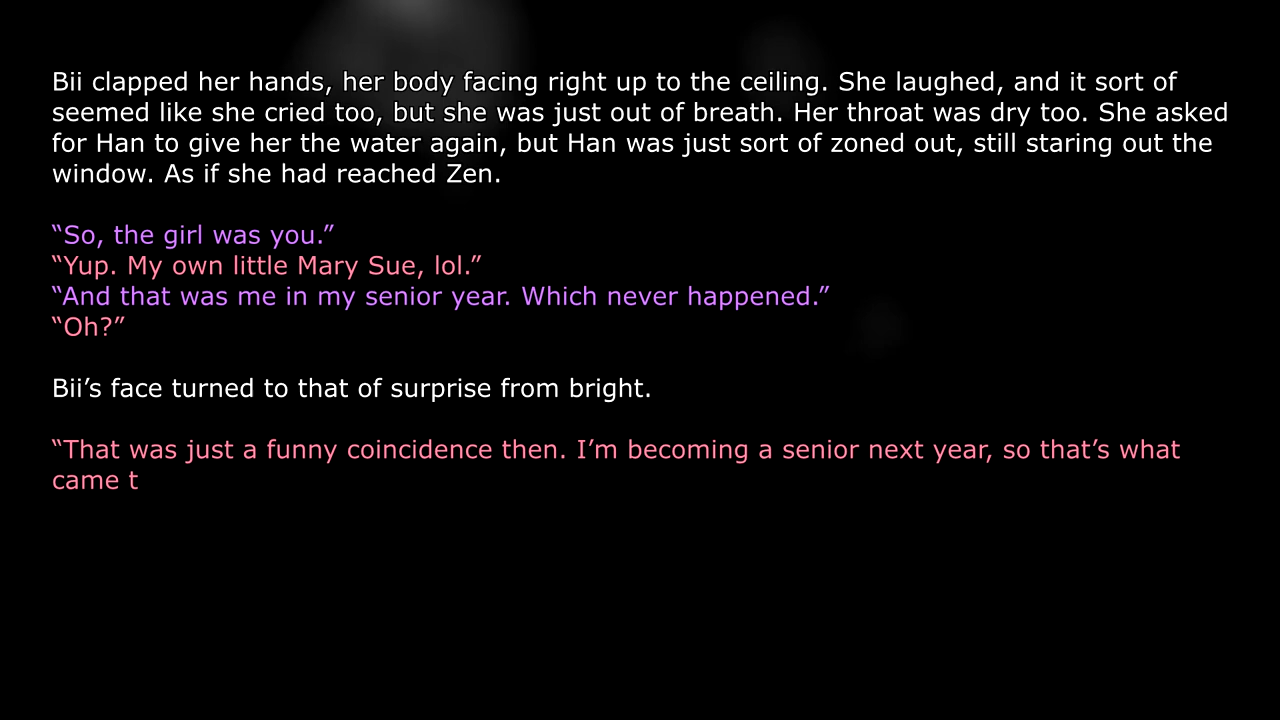 Bii clapped her hands, her body facing right up to the ceiling. She laughed, and it sort of
seemed like she cried too, but she was just out of breath. Her throat was dry too. She asked
for Han to give her the water again, but Han was just sort of zoned out, still staring out the
window. As if she had reached Zen.
“So, the girl was you.”
“Yup. My own little Mary Sue, lol.”
“And that was me in my senior year. Which never happened.”
“Oh?”
Bii’s face turned to that of surprise from bright.
“That was just a funny coincidence then. I’m becoming a senior next year, so that’s what
came t